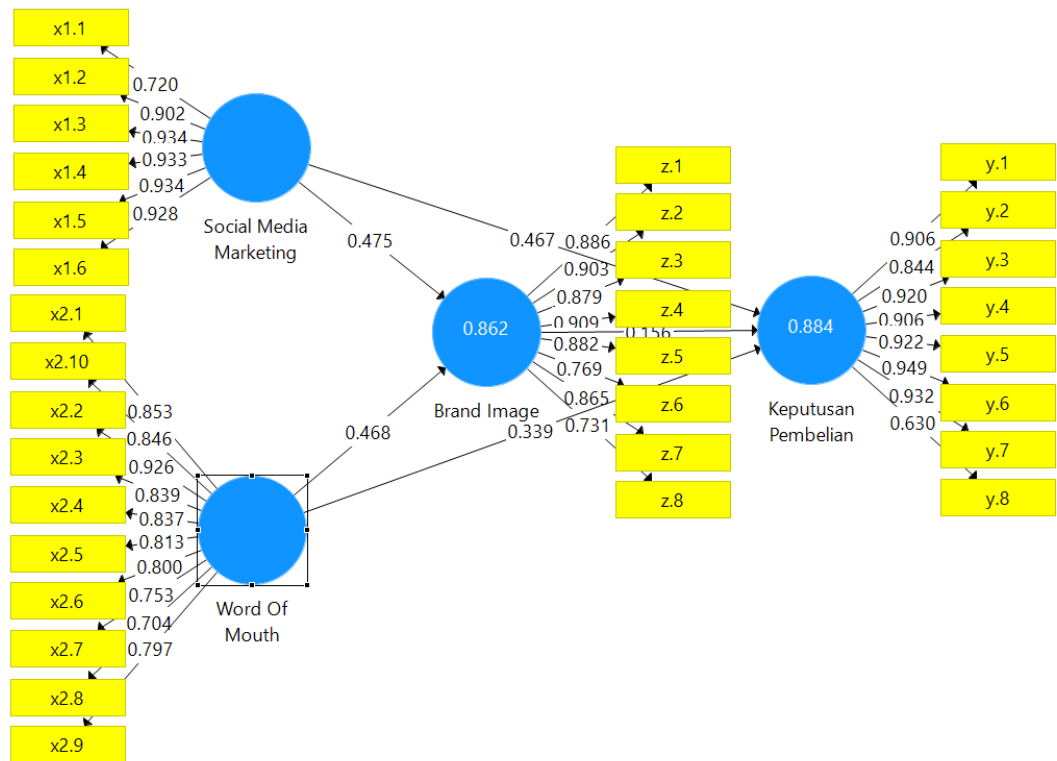 x1.1
x1.2
x1.3
x1.4
x1.5
x1.6
0.720
0.902
0.934
0.933
0.934
0.928
Social Media
Marketing
x2.1
x2.10
x2.2
x2.3
x2.4
x2.5
x2.6
x2.7
x2.8
x2.9
0.853
0.846
0.926
0.839
0.837
0.813
0.800
0.753
0.704
0.797
Word Of
Mouth
0.475
0.468
0.467
0.156
0.339
0.862
Brand Image
0.886
0.903
0.879
0.909
0.882
0.769
0.865
0.731
z.1
z.2
z.3
z.4
z.5
z.6
z.7
z.8
0.884
Keputusan
Pembelian
0.906
0.844
0.920
0.906
0.922
0.949
0.932
0.630
y.1
y.2
y.3
y.4
y.5
y.6
y.7
y.8